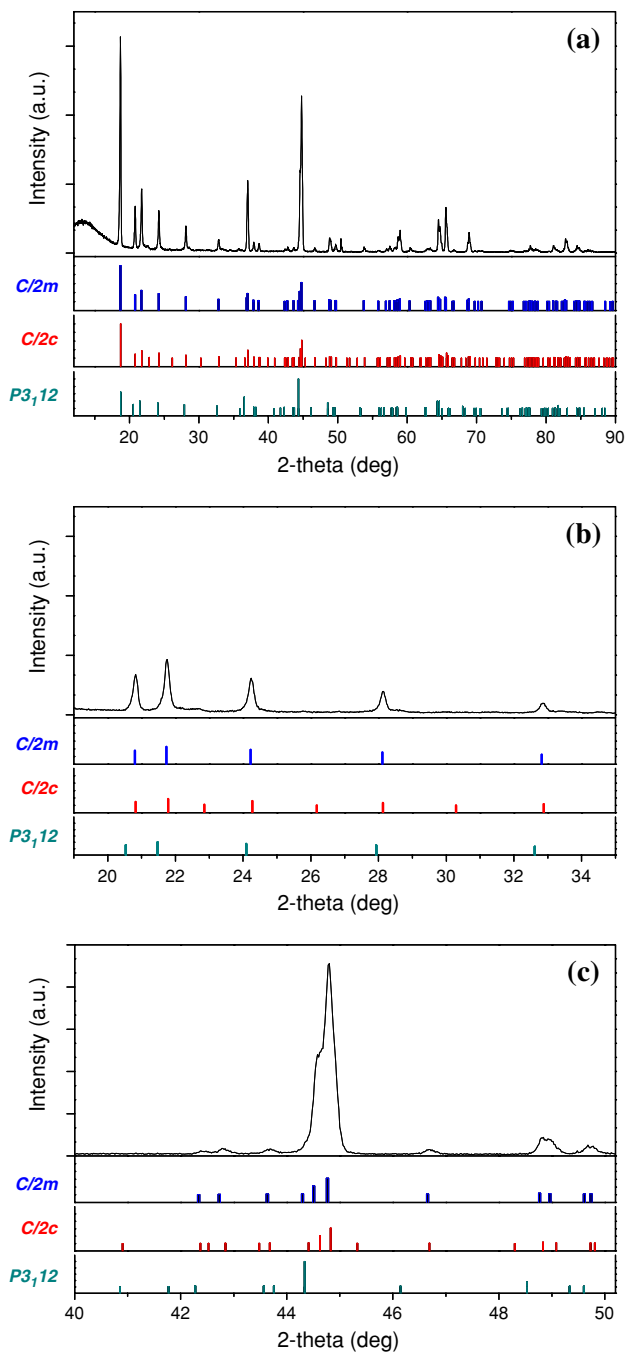 (a)
Intensity (a.u.)
C/2m
C/2c
P3₁12
20 30 40 50 60 70 80 90
2-theta (deg)
(b)
Intensity (a.u.)
C/2m
C/2c
P3₁12
20 22 24 26 28 30 32 34
2-theta (deg)
(c)
Intensity (a.u.)
C/2m
C/2c
P3₁12
40 42 44 46 48 50
2-theta (deg)